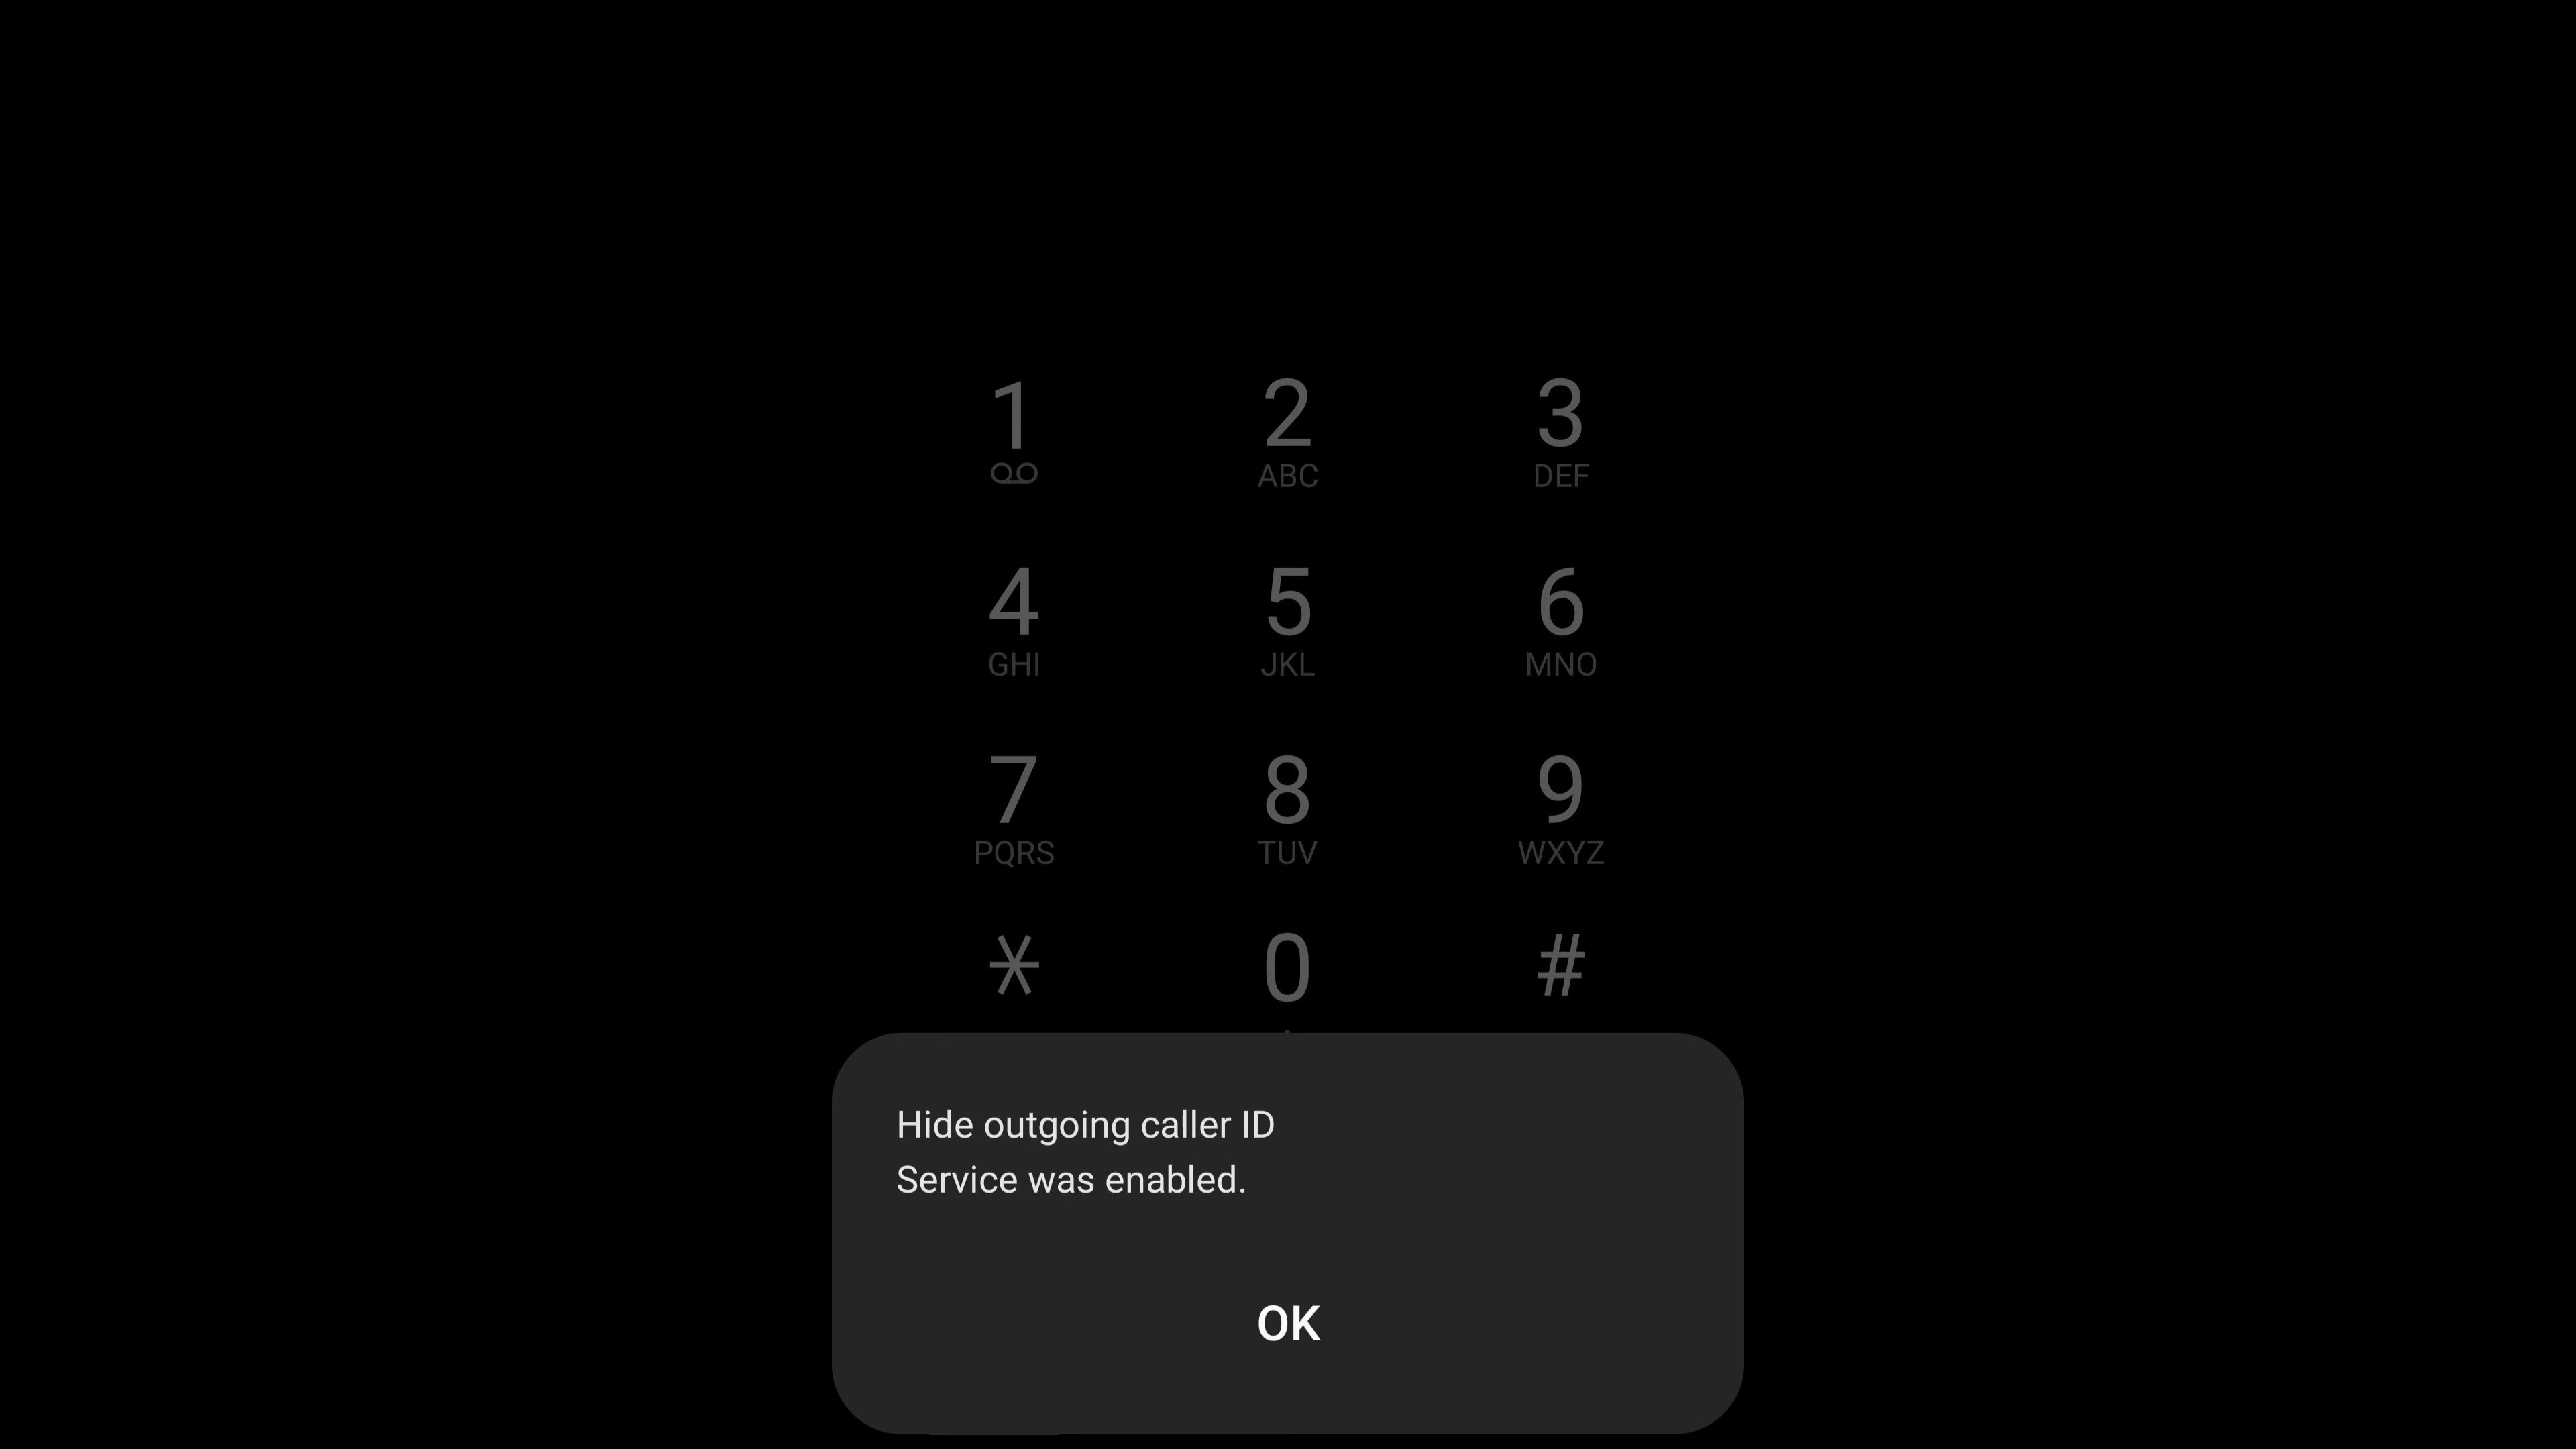 1 2 3
ABC DEF
4 5 6
GHI JKL MNO
7 8 9
PQRS TUV WXYZ
* 0 #
Hide outgoing caller ID
Service was enabled.
OK